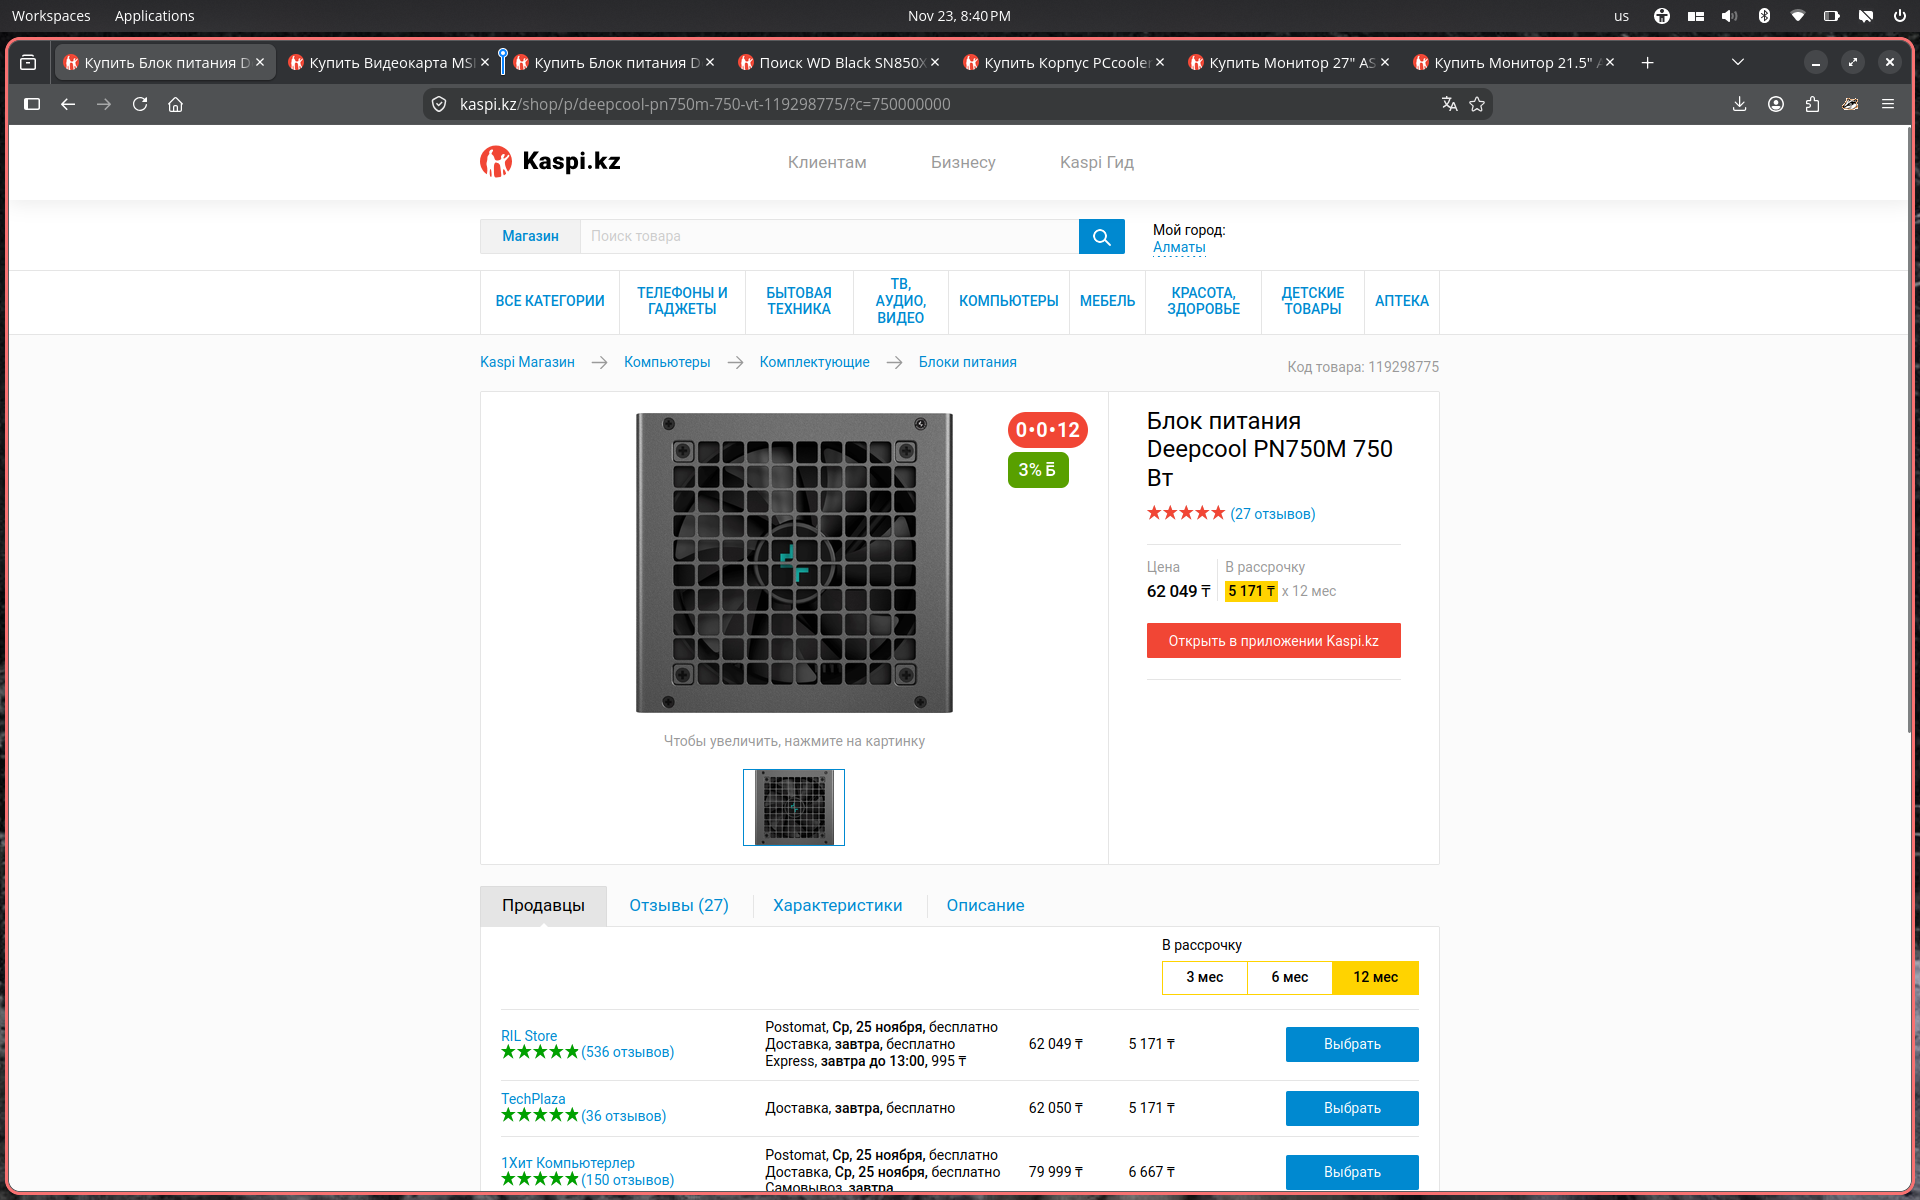 Workspaces Applications Nov 23, 8:40 PM us
Купить Блок питания D Купить Видеокарта MSI Купить Блок питания D Поиск WD Black SN850X Купить Корпус PCcooler Купить Монитор 27" AS Купить Монитор 21.5" A
kaspi.kz/shop/p/deepcool-pn750m-750-vt-119298775/?c=750000000
Kaspi.kz Клиентам Бизнесу Kaspi Гид
Магазин Поиск товара
Мой город:
Алматы
ВСЕ КАТЕГОРИИ
ТЕЛЕФОНЫ И
ГАДЖЕТЫ
БЫТОВАЯ
ТЕХНИКА
ТВ,
АУДИО,
ВИДЕО
КОМПЬЮТЕРЫ
МЕБЕЛЬ
КРАСОТА,
ЗДОРОВЬЕ
ДЕТСКИЕ
ТОВАРЫ
АПТЕКА
Kaspi Магазин Компьютеры Комплектующие Блоки питания
Код товара: 119298775
0·0·12
3% Б
Чтобы увеличить, нажмите на картинку
Блок питания
Deepcool PN750M 750
Вт
(27 отзывов)
Цена В рассрочку
62 049 ₸ 5 171 ₸ x 12 мес
Открыть в приложении Kaspi.kz
Продавцы Отзывы (27) Характеристики Описание
В рассрочку
3 мес 6 мес 12 мес
RIL Store
(536 отзывов)
Postomat, Ср, 25 ноября, бесплатно
Доставка, завтра, бесплатно
Express, завтра до 13:00, 995 ₸
62 049 ₸ 5 171 ₸ Выбрать
TechPlaza
(36 отзывов)
Доставка, завтра, бесплатно
62 050 ₸ 5 171 ₸ Выбрать
1Хит Компьютерлер
(150 отзывов)
Postomat, Ср, 25 ноября, бесплатно
Доставка, Ср, 25 ноября, бесплатно
Самовывоз, завтра
79 999 ₸ 6 667 ₸ Выбрать